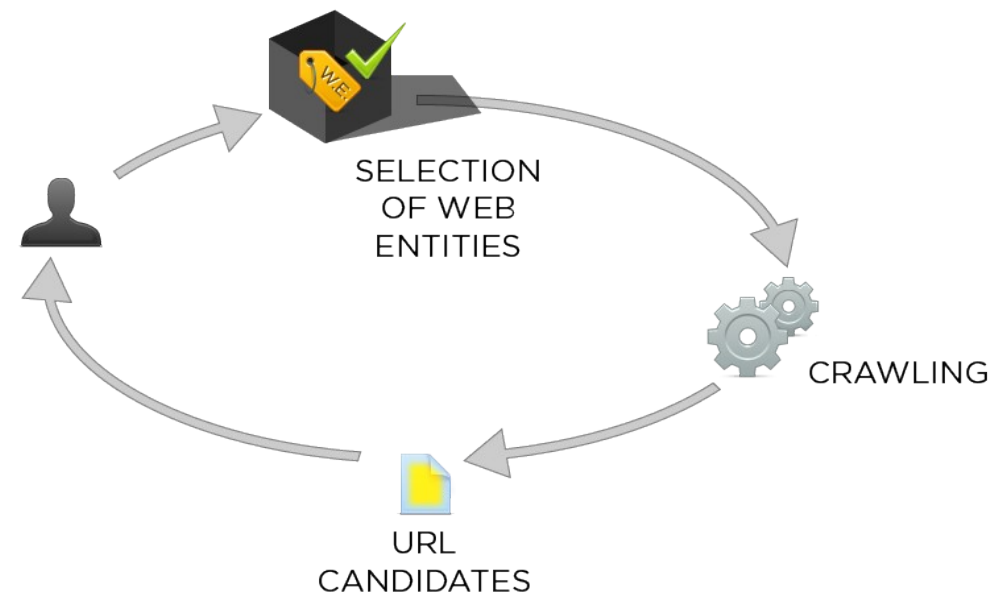 W.E.
SELECTION
OF WEB
ENTITIES
CRAWLING
URL
CANDIDATES